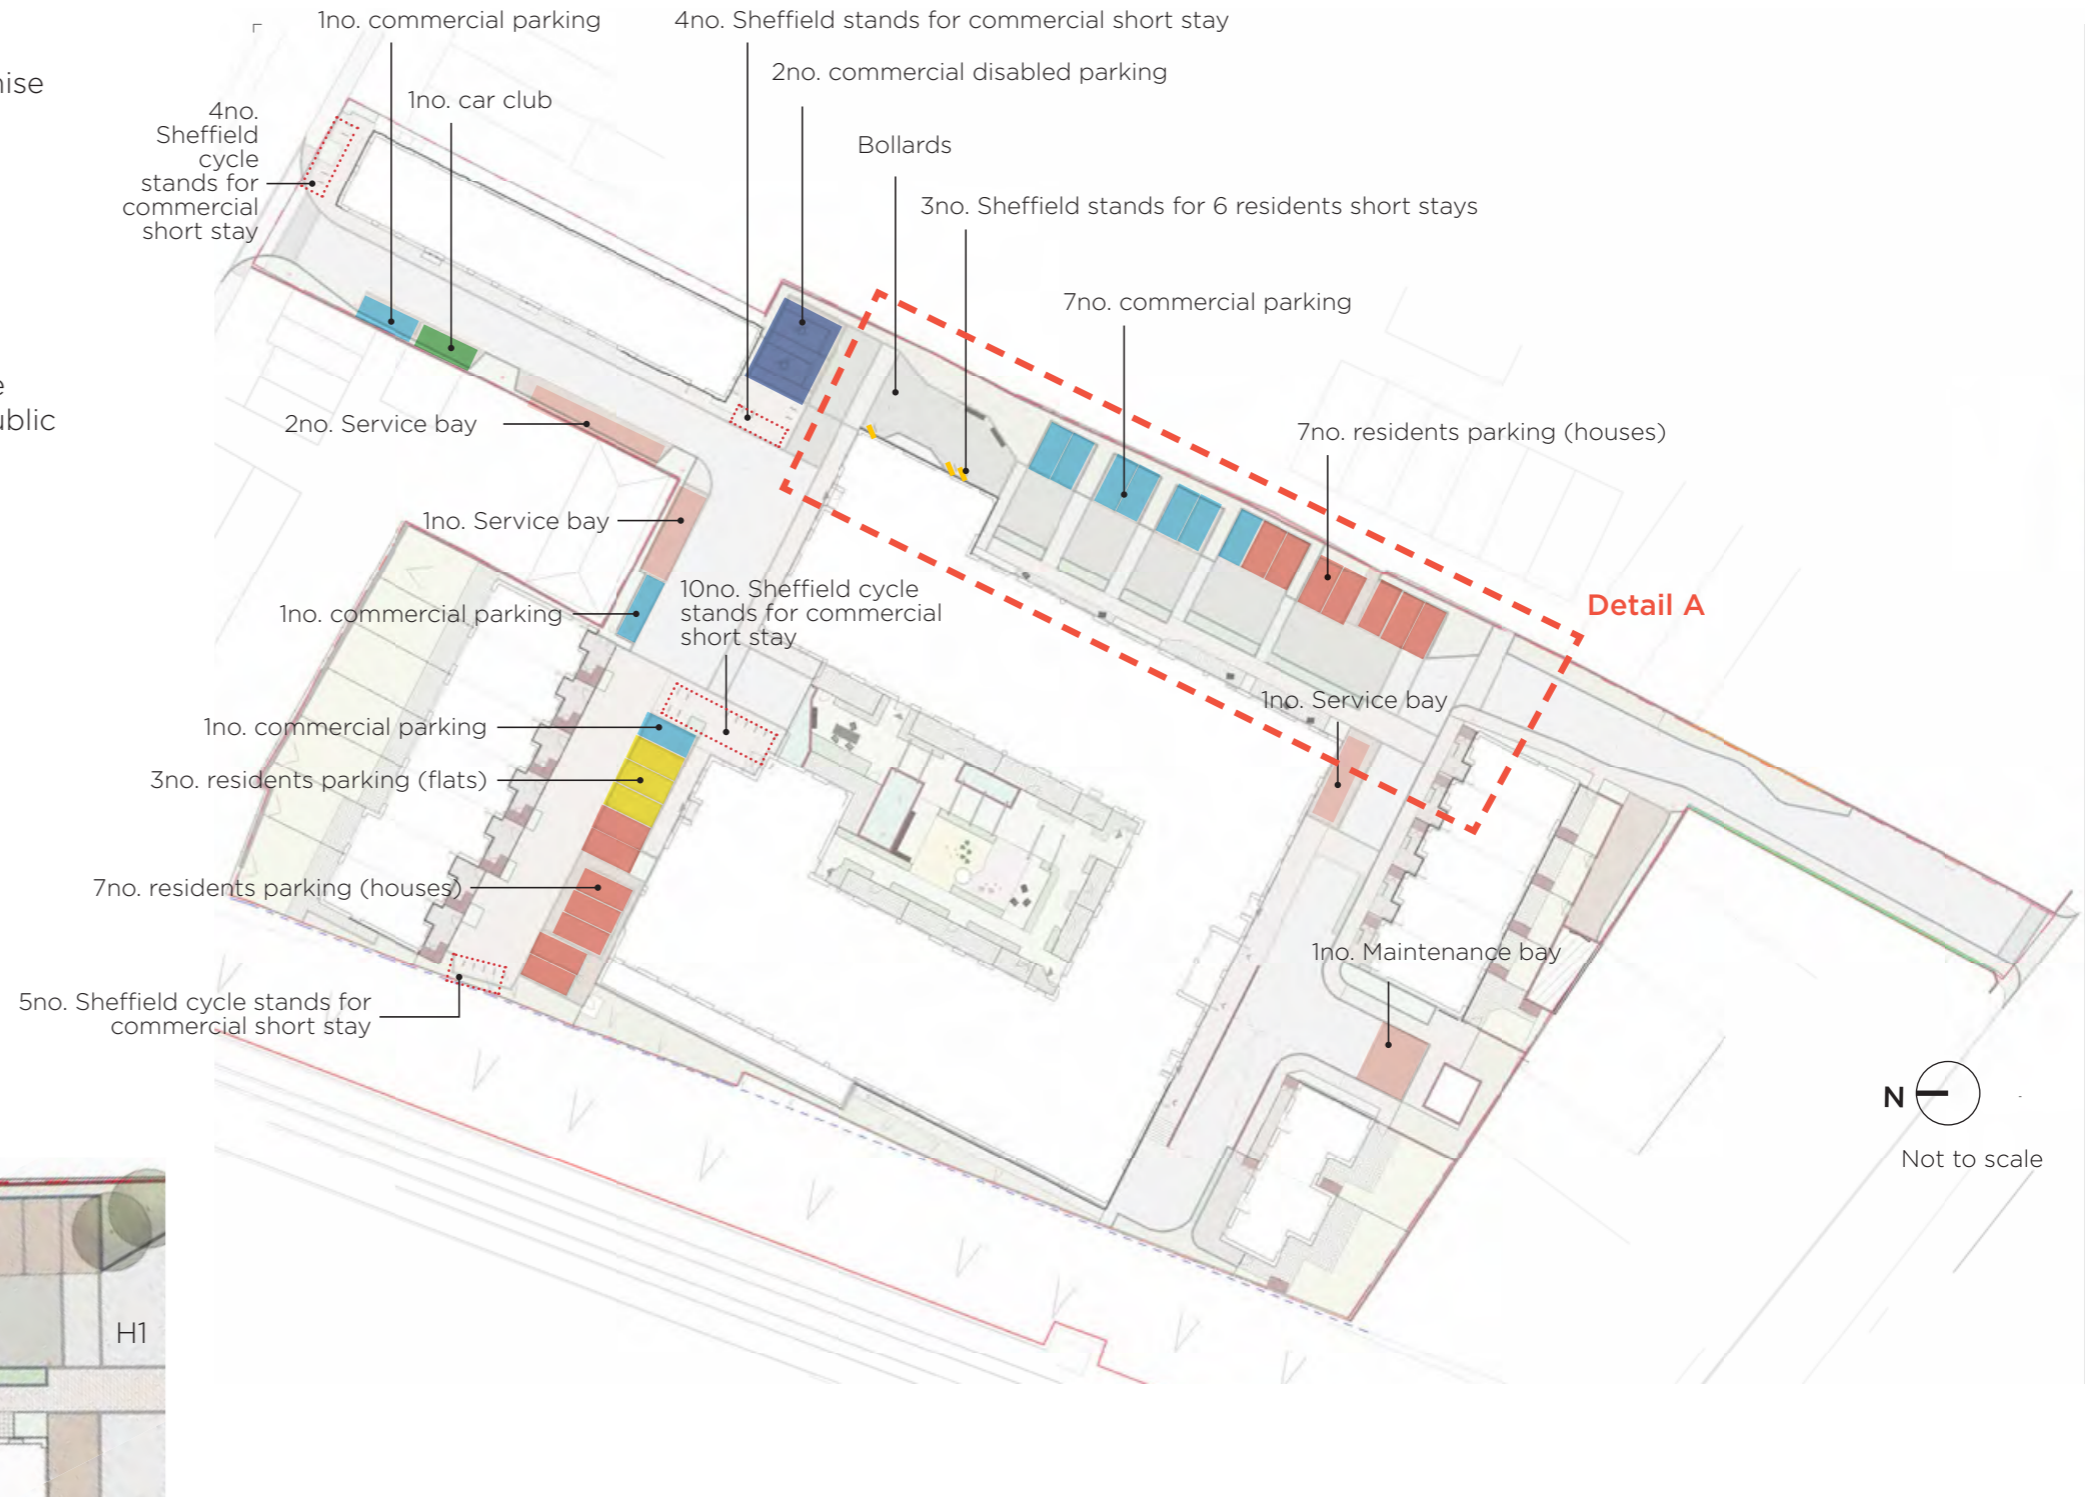 1no. commercial parking
4no. Sheffield stands for commercial short stay
2no. commercial disabled parking
1no. car club
4no.
Sheffield
cycle
stands for
commercial
short stay
Bollards
3no. Sheffield stands for 6 residents short stays
7no. commercial parking
7no. residents parking (houses)
2no. Service bay
1no. Service bay
1no. commercial parking
10no. Sheffield cycle
stands for commercial
short stay
Detail A
1no. Service bay
1no. commercial parking
3no. residents parking (flats)
7no. residents parking (houses)
1no. Maintenance bay
5no. Sheffield cycle stands for
commercial short stay
N
Not to scale
H1